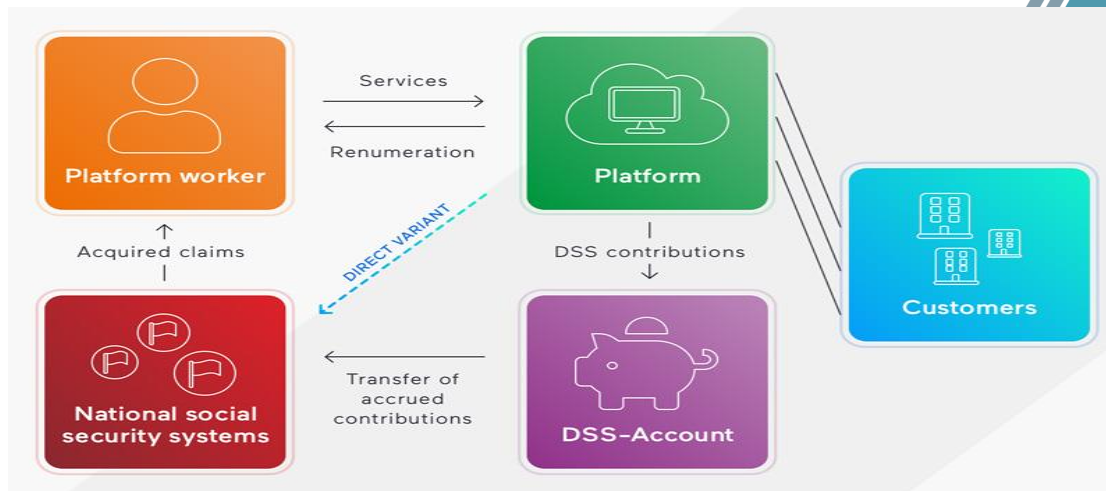 Services
Renumeration
Platform worker
Platform
DIRECT VARIANT
Acquired claims
DSS contributions
Customers
Transfer of
accrued
contributions
National social
security systems
DSS-Account